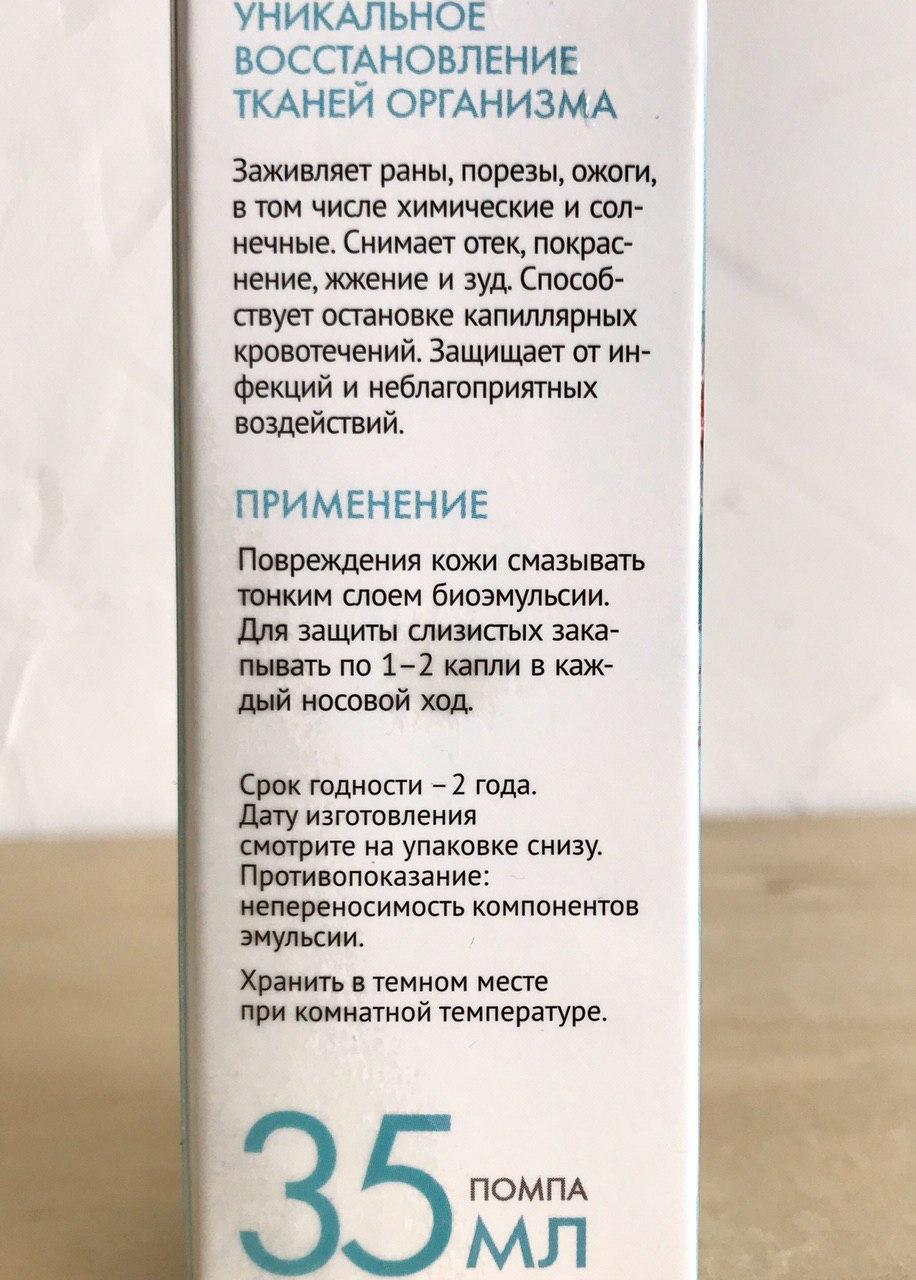 УНИКАЛЬНОЕ
ВОССТАНОВЛЕНИЕ
ТКАНЕЙ ОРГАНИЗМА
Заживляет раны, порезы, ожоги,
в том числе химические и сол-
нечные. Снимает отек, покрас-
нение, жжение и зуд. Способ-
ствует остановке капиллярных
кровотечений. Защищает от ин-
фекций и неблагоприятных
воздействий.
ПРИМЕНЕНИЕ
Повреждения кожи смазывать
тонким слоем биоэмульсии.
Для защиты слизистых зака-
пывать по 1–2 капли в каж-
дый носовой ход.
Срок годности – 2 года.
Дату изготовления
смотрите на упаковке снизу.
Противопоказание:
непереносимость компонентов
эмульсии.
Хранить в темном месте
при комнатной температуре.
35 ПОМПА
МЛ